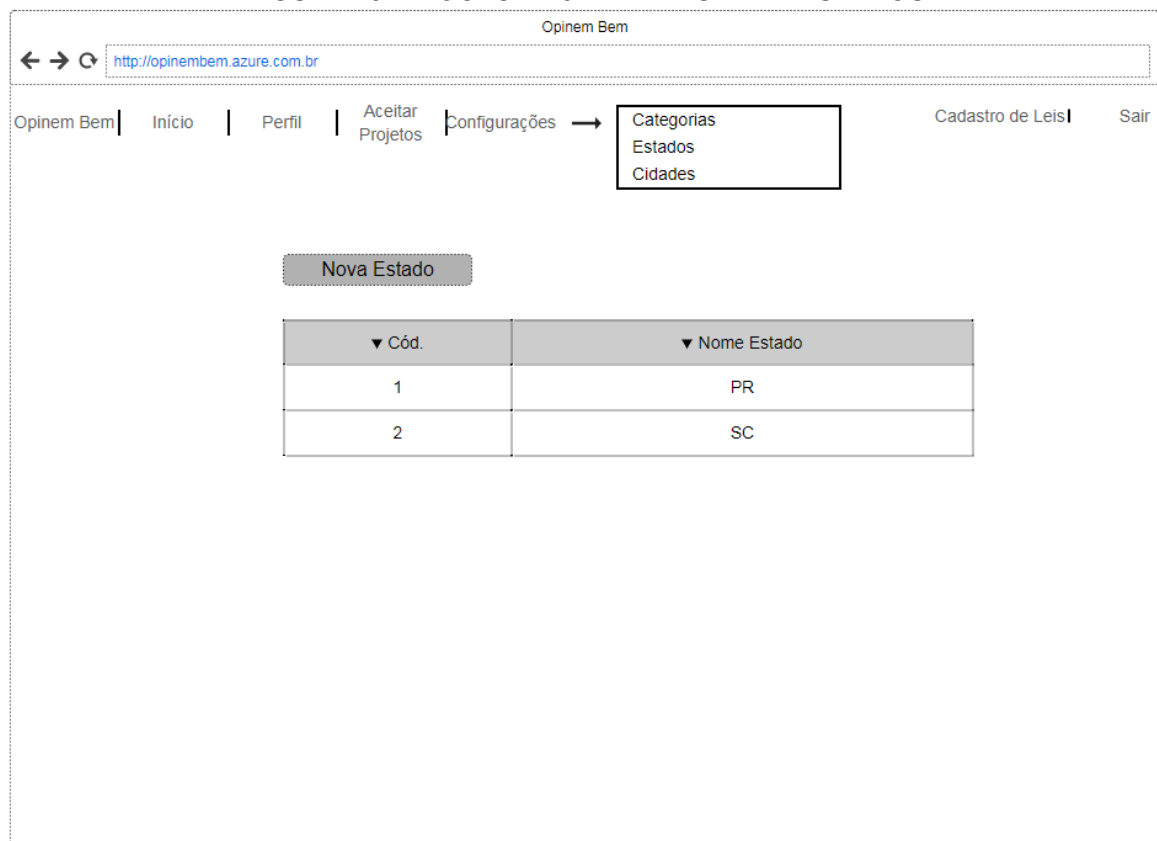 Opinem Bem
http://opinembem.azure.com.br
Opinem Bem Início Perfil Aceitar Projetos Configurações Categorias Cadastro de Leis Sair
Estados
Cidades
Nova Estado
▼ Cód. ▼ Nome Estado
1 PR
2 SC